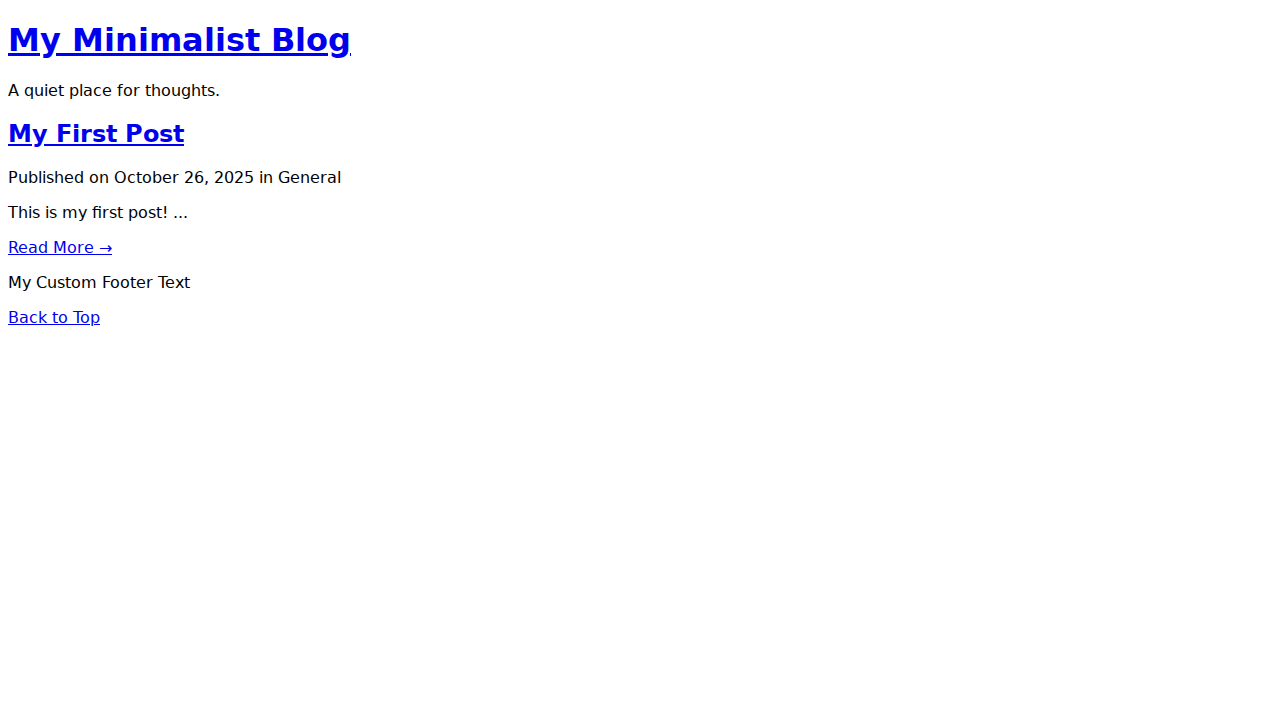 My Minimalist Blog
A quiet place for thoughts.
My First Post
Published on October 26, 2025 in General
This is my first post! ...
Read More →
My Custom Footer Text
Back to Top